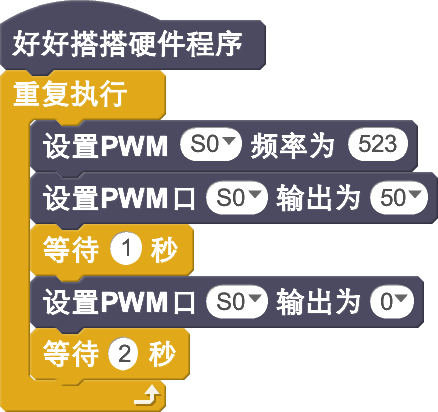 好好搭搭硬件程序
重复执行
设置PWM S0 频率为 523
设置PWM口 S0 输出为 50
等待 1 秒
设置PWM口 S0 输出为 0
等待 2 秒